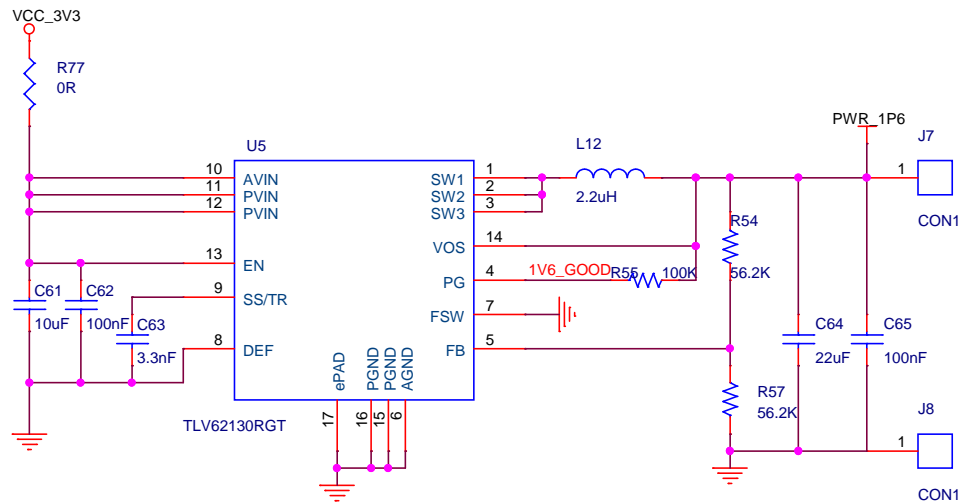 VCC_3V3
R77
0R
U5
L12
PWR_1P6
J7
10 AVIN SW1 1
11 PVIN SW2 2
12 PVIN SW3 3
2.2uH
1
CON1
VOS 14
R54
56.2K
13 EN
PG 4
1V6_GOOD
R55 100K
9 SS/TR
FSW 7
C61
10uF
C62
100nF
C63
3.3nF
8 DEF
FB 5
C64
22uF
C65
100nF
ePAD PGND PGND AGND
17 16 15 6
TLV62130RGT
R57
56.2K
J8
1
CON1